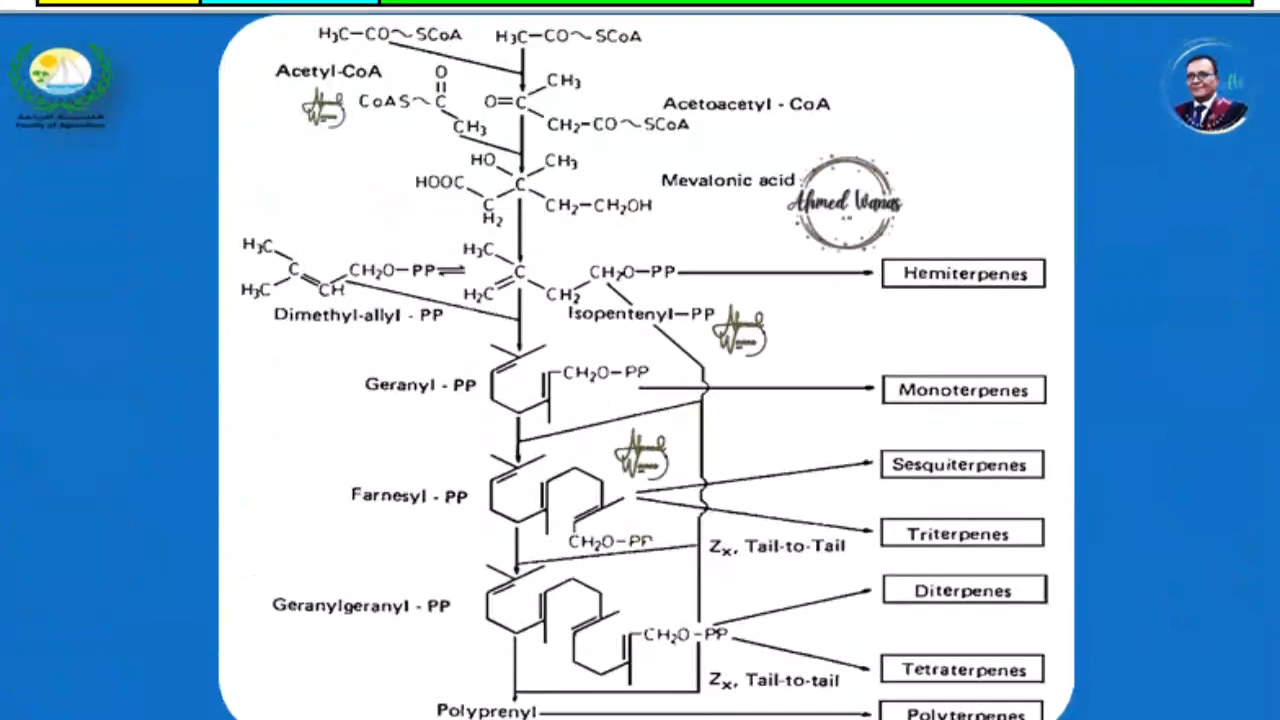 H₃C–CO~SCoA H₃C–CO~SCoA
Acetyl-CoA
O
CoAS~C
CH₃
CH₃
O=C
CH₂–CO~SCoA
Acetoacetyl - CoA
HO
CH₃
HOOC
C
C
H₂
CH₂–CH₂OH
Mevalonic acid
Ahmed Wanas
H₃C
C
H₃C
CH
CH₂O–PP
H₃C
C
H₂C
CH₂
CH₂O–PP
Hemiterpenes
Dimethyl-allyl - PP
Isopentenyl–PP
Geranyl - PP
CH₂O–PP
Monoterpenes
Farnesyl - PP
CH₂O–PP
Sesquiterpenes
Triterpenes
Zx, Tail-to-Tail
Geranylgeranyl - PP
CH₂O–PP
Diterpenes
Tetraterpenes
Zx, Tail-to-tail
Polyprenyl
Polyterpenes
Faculty of Agriculture